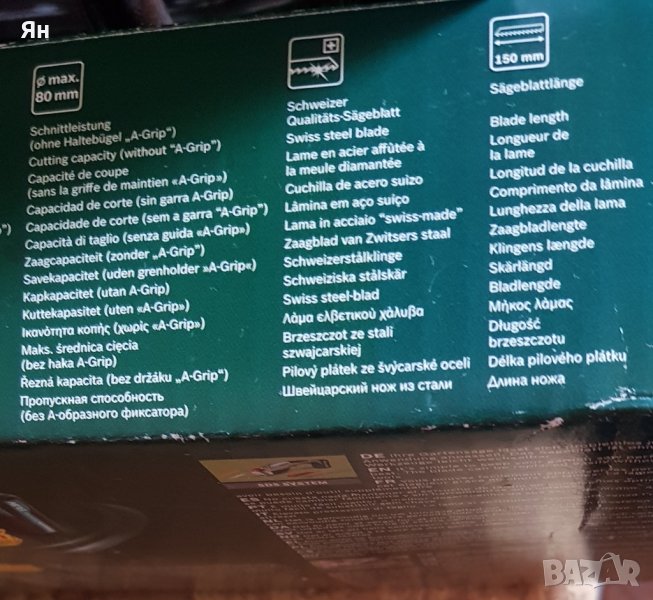 Ян
ø max.
80 mm
Schnittleistung
(ohne Haltebügel „A-Grip“)
Cutting capacity (without “A-Grip”)
Capacité de coupe
(sans la griffe de maintien «A-Grip»)
Capacidad de corte (sin garra A-Grip)
Capacidade de corte (sem a garra “A-Grip”)
Capacità di taglio (senza guida «A-Grip»)
Zaagcapaciteit (zonder „A-Grip”)
Savekapacitet (uden grenholder »A-Grip«)
Kapkapacitet (utan A-Grip)
Kuttekapasitet (uten «A-Grip»)
Ικανότητα κοπής (χωρίς «A-Grip»)
Maks. średnica cięcia
(bez haka A-Grip)
Řezná kapacita (bez držáku „A-Grip“)
Пропускная способность
(без А-образного фиксатора)
Schweizer
Qualitäts-Sägeblatt
Swiss steel blade
Lame en acier affûtée à
la meule diamantée
Cuchilla de acero suizo
Lâmina em aço suiço
Lama in acciaio “swiss-made”
Zaagblad van Zwitsers staal
Schweizerstålklinge
Schweiziska stålskär
Swiss steel-blad
Λάμα ελβετικού χάλυβα
Brzeszczot ze stali
szwajcarskiej
Pilový plátek ze švýcarské oceli
Швейцарский нож из стали
150 mm
Sägeblattlänge
Blade length
Longueur de
la lame
Longitud de la cuchilla
Comprimento da lâmina
Lunghezza della lama
Zaagbladlengte
Klingens længde
Skärlängd
Bladlengde
Μήκος λάμας
Długość
brzeszczotu
Délka pilového plátku
Длина ножа
SDS SYSTEM
DE
EN
FR
ES
BAZAR